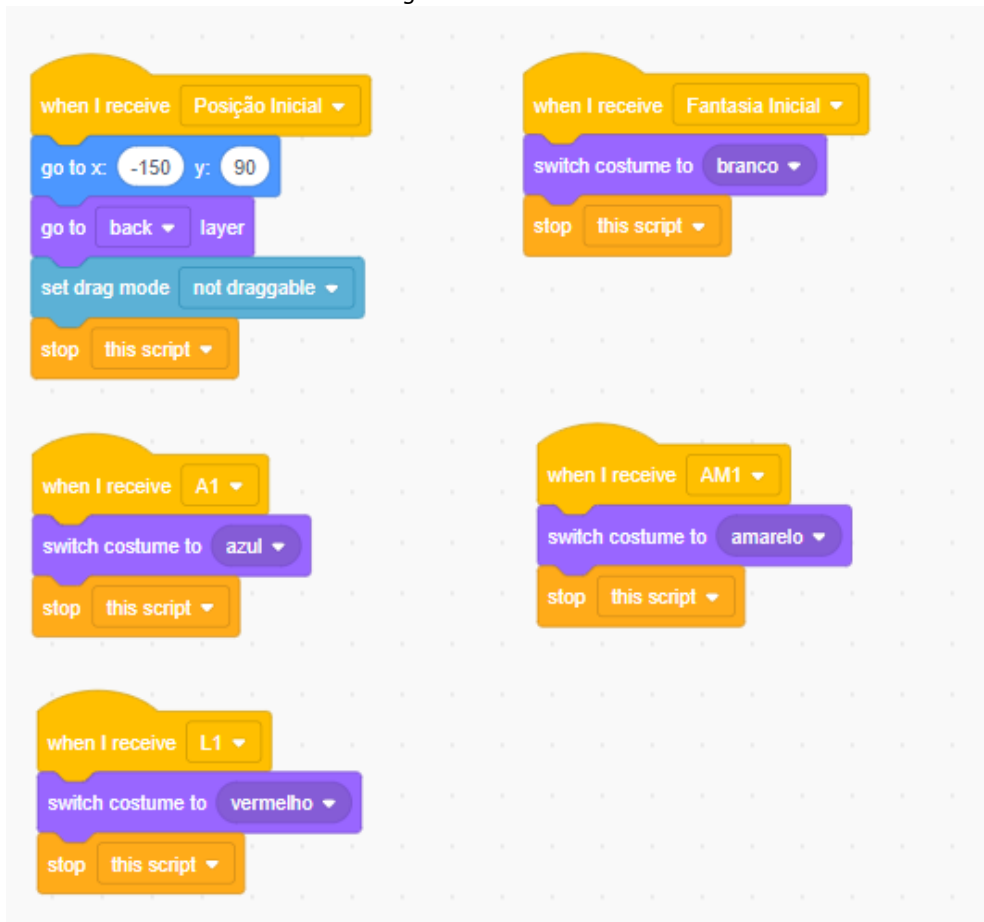 when I receive Posição Inicial
go to x: -150 y: 90
go to back layer
set drag mode not draggable
stop this script
when I receive Fantasia Inicial
switch costume to branco
stop this script
when I receive A1
switch costume to azul
stop this script
when I receive AM1
switch costume to amarelo
stop this script
when I receive L1
switch costume to vermelho
stop this script